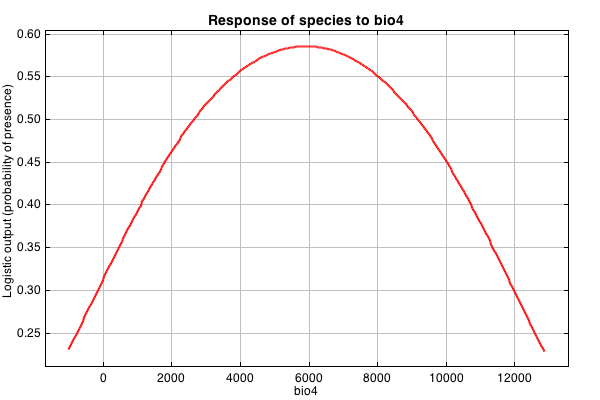 Response of species to bio4
Logistic output (probability of presence)
0.60
0.55
0.50
0.45
0.40
0.35
0.30
0.25
0 2000 4000 6000 8000 10000 12000
bio4